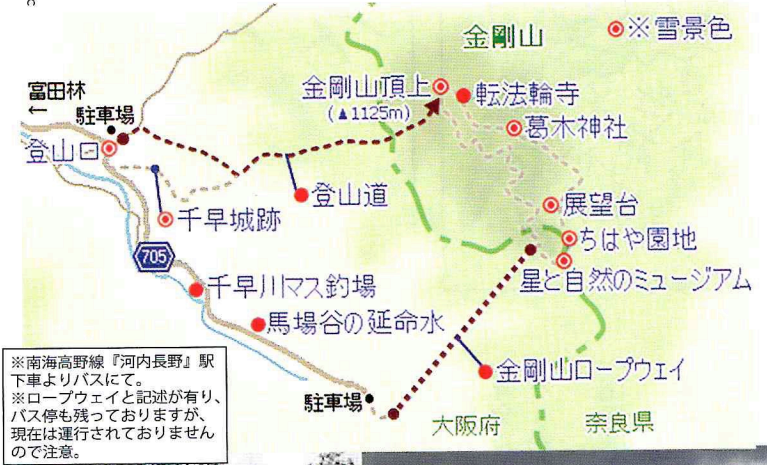 金剛山
※雪景色
金剛山頂上
(▲1125m)
転法輪寺
葛木神社
富田林
←
駐車場
登山口
登山道
千早城跡
展望台
ちはや園地
星と自然のミュージアム
705
千早川マス釣場
馬場谷の延命水
金剛山ロープウェイ
駐車場
大阪府
奈良県
※南海高野線『河内長野』駅
下車よりバスにて。
※ロープウェイと記述が有り、
バス停も残っておりますが、
現在は運行されておりません
ので注意。